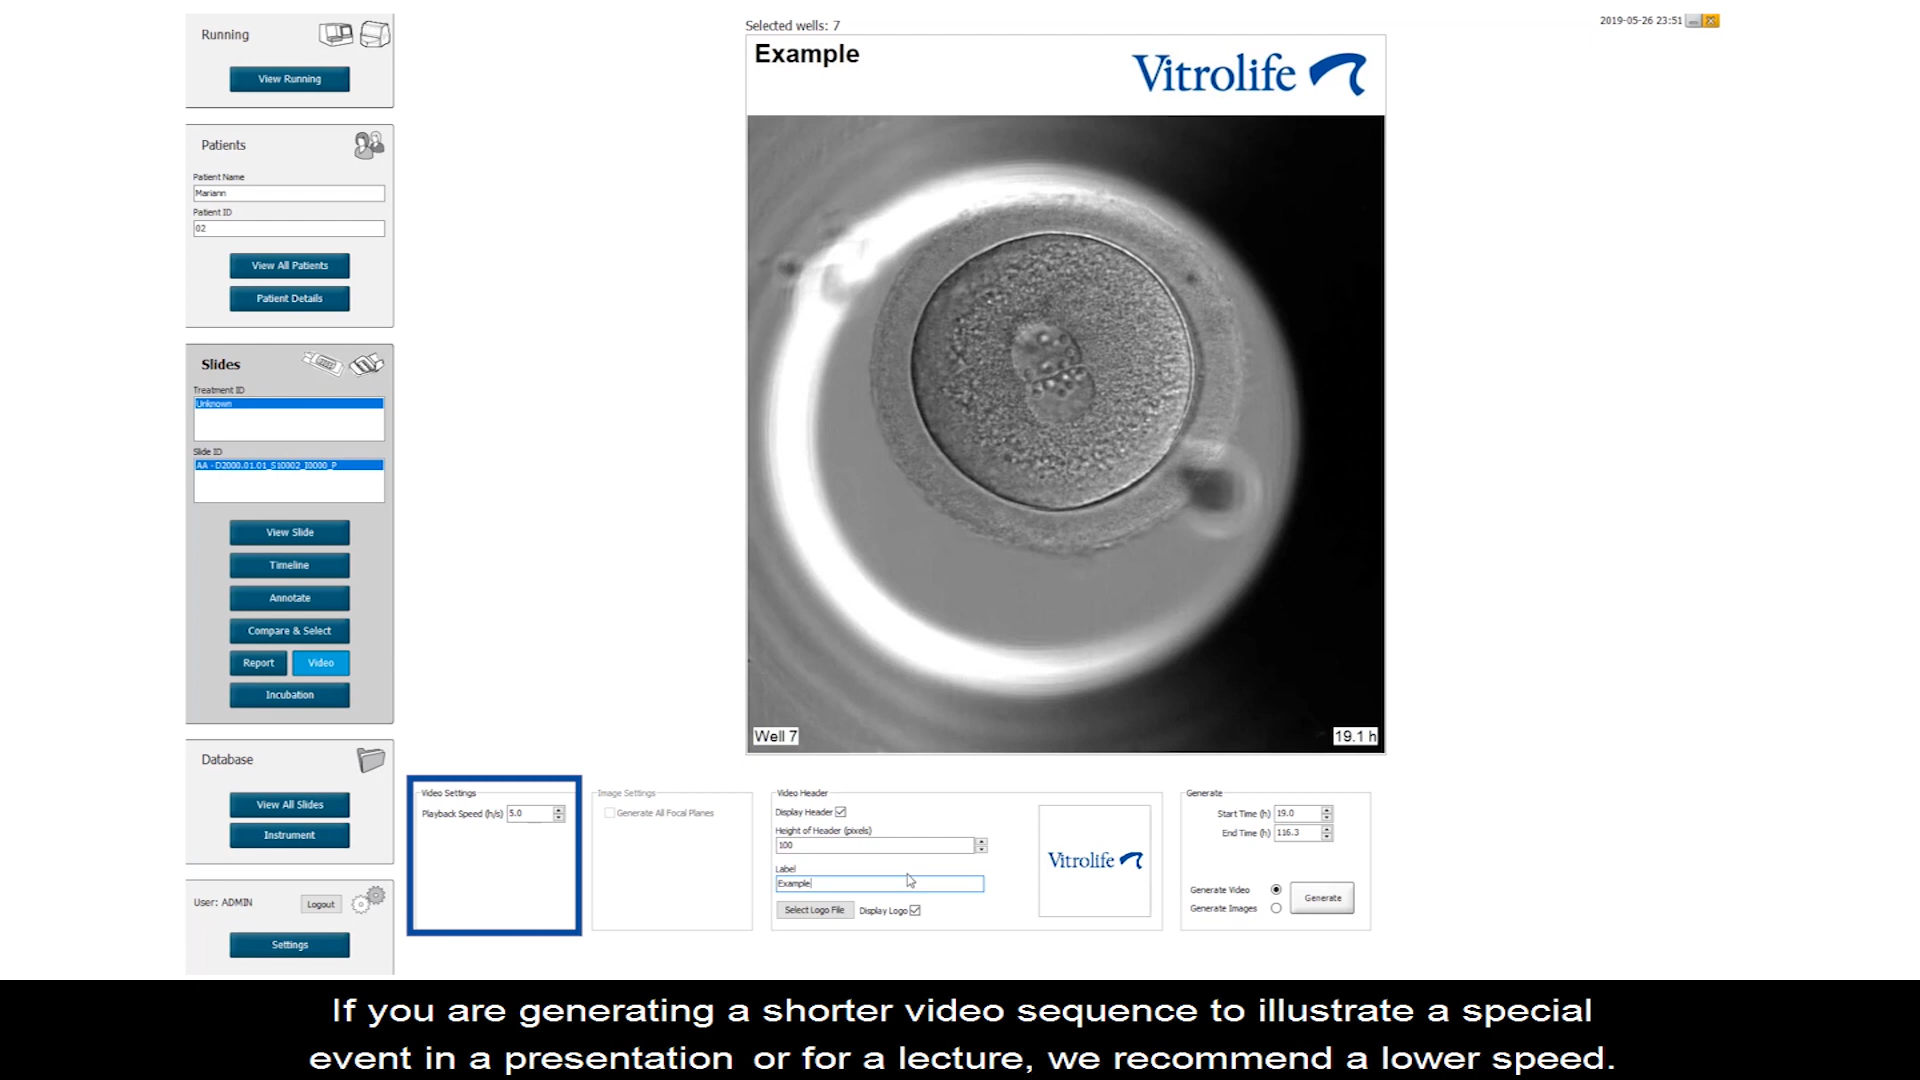 Running
View Running
Patients
Patient Name
Mariann
Patient ID
02
View All Patients
Patient Details
Slides
Treatment ID
Unknown
Slide ID
AA - D2000.01.01_S10002_I0000_P
View Slide
Timeline
Annotate
Compare & Select
Report Video
Incubation
Database
View All Slides
Instrument
User: ADMIN Logout
Settings
Selected wells: 7
2019-05-26 23:51
Example
Vitrolife
Well 7
19.1 h
Video Settings
Playback Speed (h/s) 5.0
Image Settings
Generate All Focal Planes
Video Header
Display Header
Height of Header (pixels)
100
Label
Example
Select Logo File Display Logo
Vitrolife
Generate
Start Time (h) 19.0
End Time (h) 116.3
Generate Video
Generate Images
Generate
If you are generating a shorter video sequence to illustrate a special
event in a presentation or for a lecture, we recommend a lower speed.